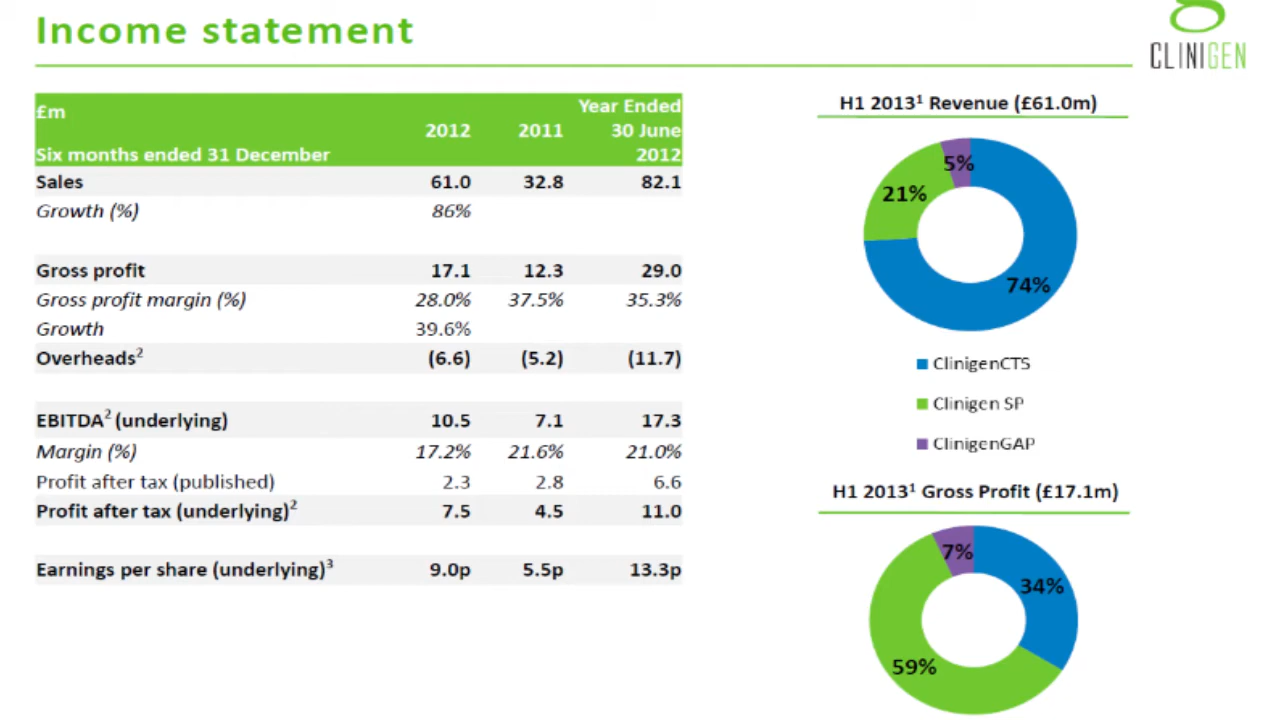 Income statement
CLINIGEN
£m
Year Ended
2012 2011 30 June
Six months ended 31 December 2012
Sales 61.0 32.8 82.1
Growth (%) 86%
Gross profit 17.1 12.3 29.0
Gross profit margin (%) 28.0% 37.5% 35.3%
Growth 39.6%
Overheads² (6.6) (5.2) (11.7)
EBITDA² (underlying) 10.5 7.1 17.3
Margin (%) 17.2% 21.6% 21.0%
Profit after tax (published) 2.3 2.8 6.6
Profit after tax (underlying)² 7.5 4.5 11.0
Earnings per share (underlying)³ 9.0p 5.5p 13.3p
H1 2013¹ Revenue (£61.0m)
5%
21%
74%
ClinigenCTS
Clinigen SP
ClinigenGAP
H1 2013¹ Gross Profit (£17.1m)
7%
34%
59%